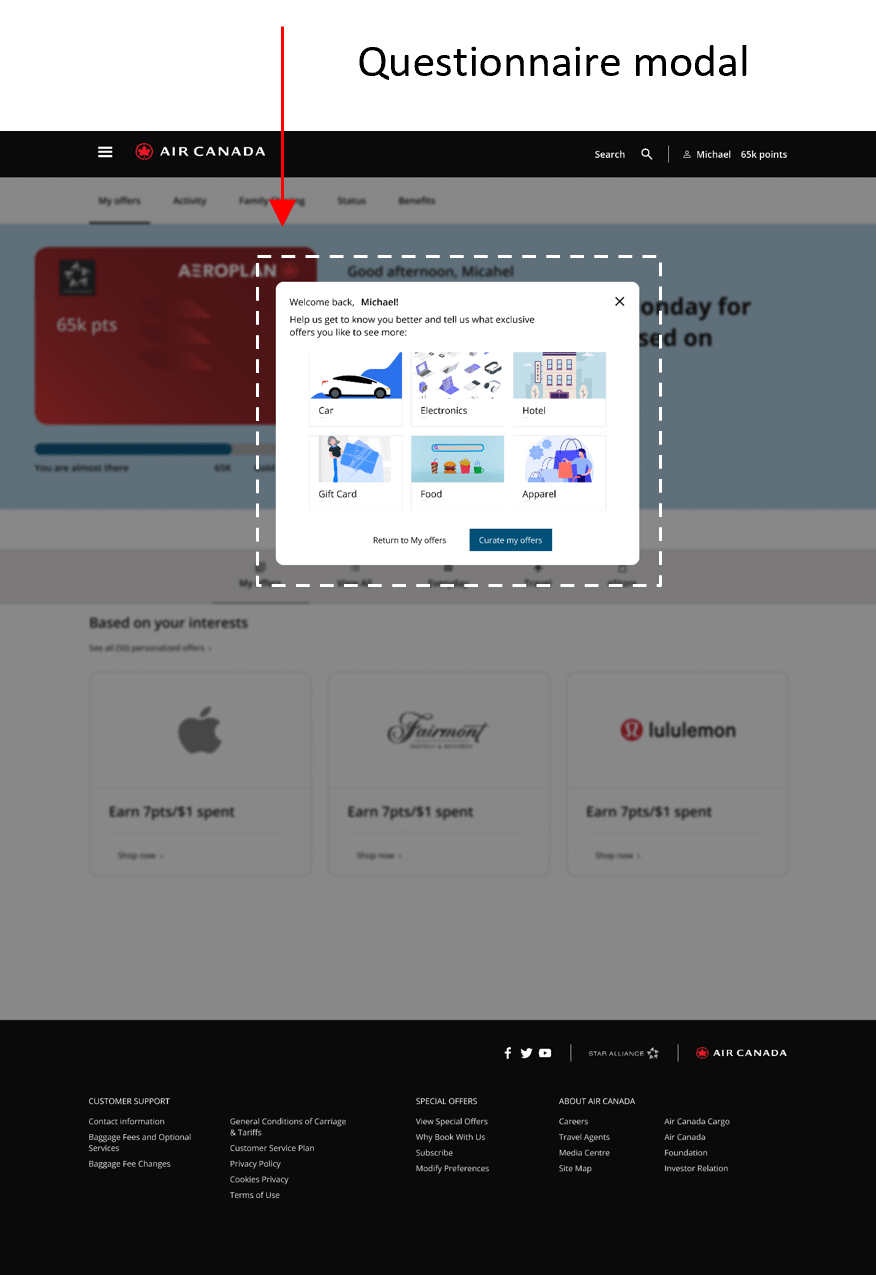 Questionnaire modal
AIR CANADA
Search
Michael 65k points
My offers Activity Family Sharing Status Benefits
AEROPLAN
65k pts
Good afternoon, Micahel
onday for
sed on
You are almost there 65K
Welcome back, Michael!
Help us get to know you better and tell us what exclusive
offers you like to see more:
Car Electronics Hotel
Gift Card Food Apparel
Return to My offers Curate my offers
My offers View All Everyday Travel eStore
Based on your interests
See all (50) personalized offers ›
Fairmont
HOTELS & RESORTS
lululemon
Earn 7pts/$1 spent Earn 7pts/$1 spent Earn 7pts/$1 spent
Shop now › Shop now › Shop now ›
STAR ALLIANCE AIR CANADA
CUSTOMER SUPPORT
Contact information
Baggage Fees and Optional
Services
Baggage Fee Changes
General Conditions of Carriage
& Tariffs
Customer Service Plan
Privacy Policy
Cookies Privacy
Terms of Use
SPECIAL OFFERS
View Special Offers
Why Book With Us
Subscribe
Modify Preferences
ABOUT AIR CANADA
Careers
Travel Agents
Media Centre
Site Map
Air Canada Cargo
Air Canada
Foundation
Investor Relation